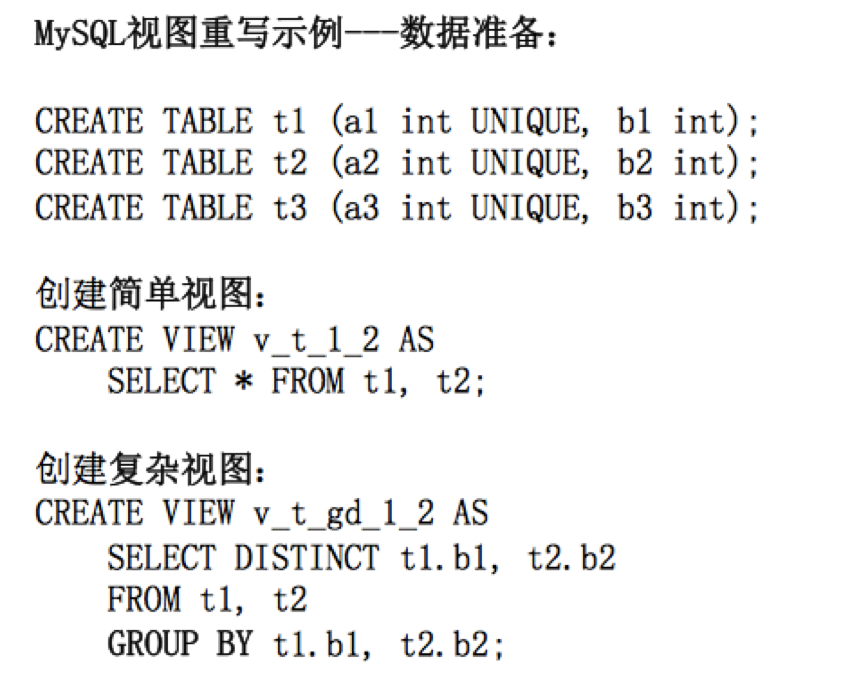 MySQL视图重写示例---数据准备：
CREATE TABLE t1 (a1 int UNIQUE, b1 int);
CREATE TABLE t2 (a2 int UNIQUE, b2 int);
CREATE TABLE t3 (a3 int UNIQUE, b3 int);
创建简单视图：
CREATE VIEW v_t_1_2 AS
SELECT * FROM t1, t2;
创建复杂视图：
CREATE VIEW v_t_gd_1_2 AS
SELECT DISTINCT t1.b1, t2.b2
FROM t1, t2
GROUP BY t1.b1, t2.b2;